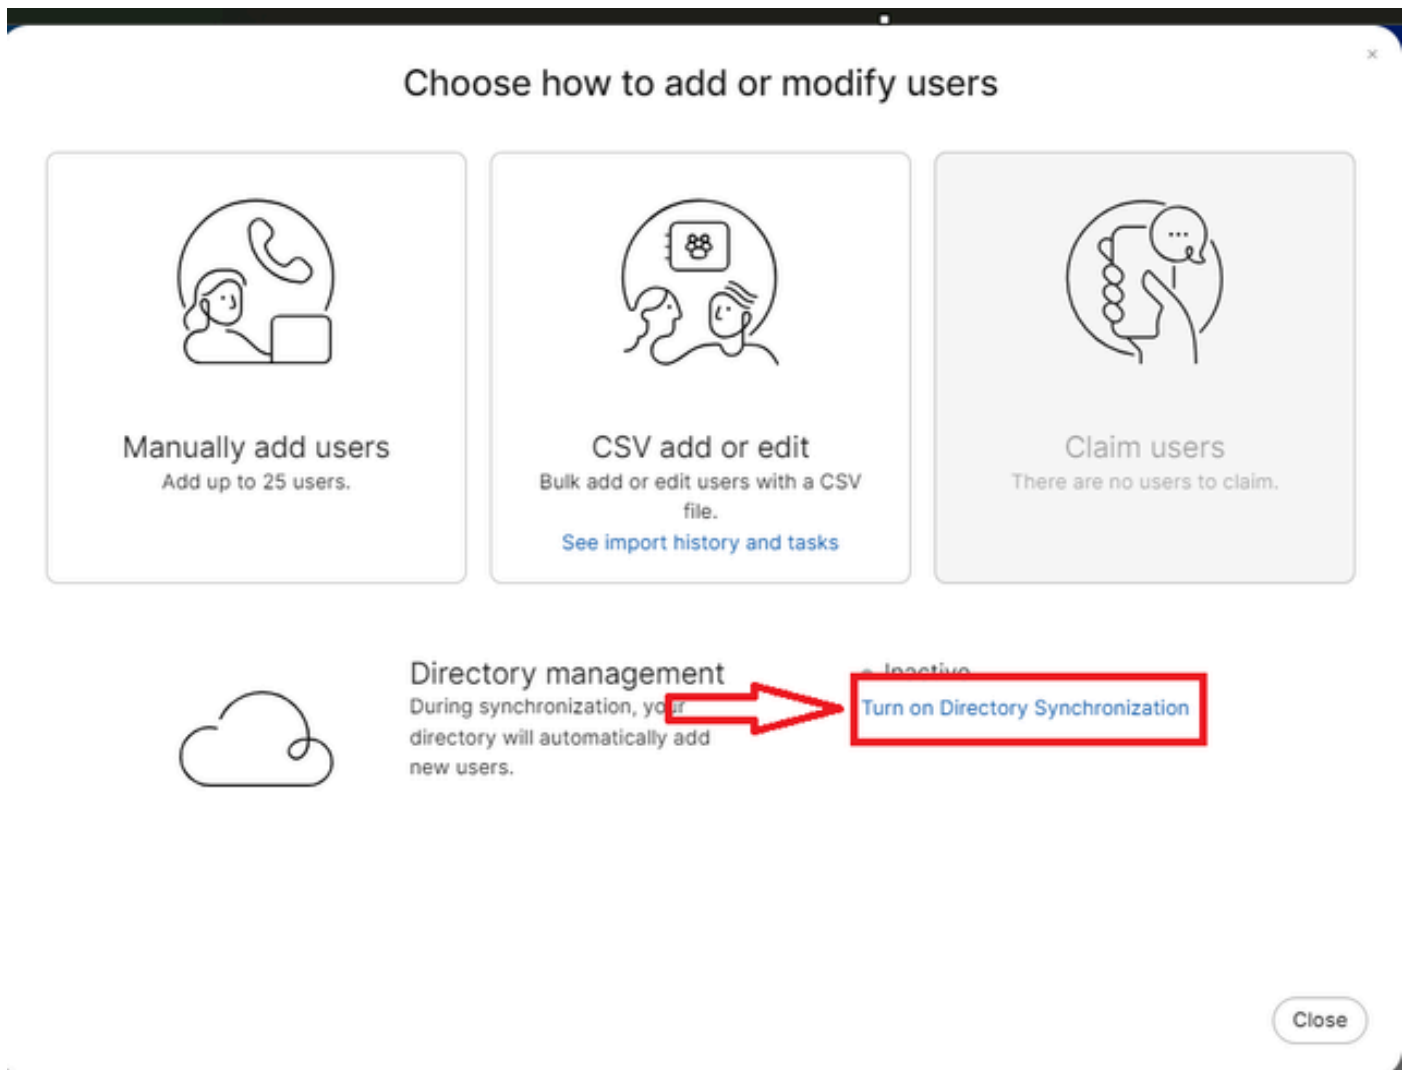 Choose how to add or modify users
Manually add users
Add up to 25 users.
CSV add or edit
Bulk add or edit users with a CSV
file.
See import history and tasks
Claim users
There are no users to claim.
Directory management
During synchronization, your
directory will automatically add
new users.
Inactive
Turn on Directory Synchronization
Close